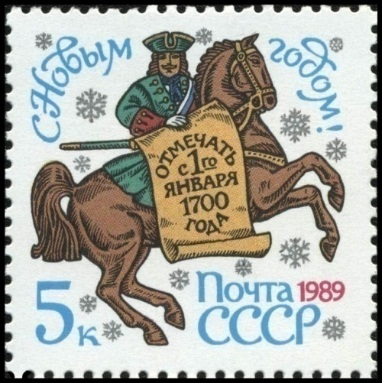 С Новым годом!
ОТМЕЧАТЬ
С 1го
ЯНВАРЯ
1700
ГОДА
5к
Почта 1989
СССР